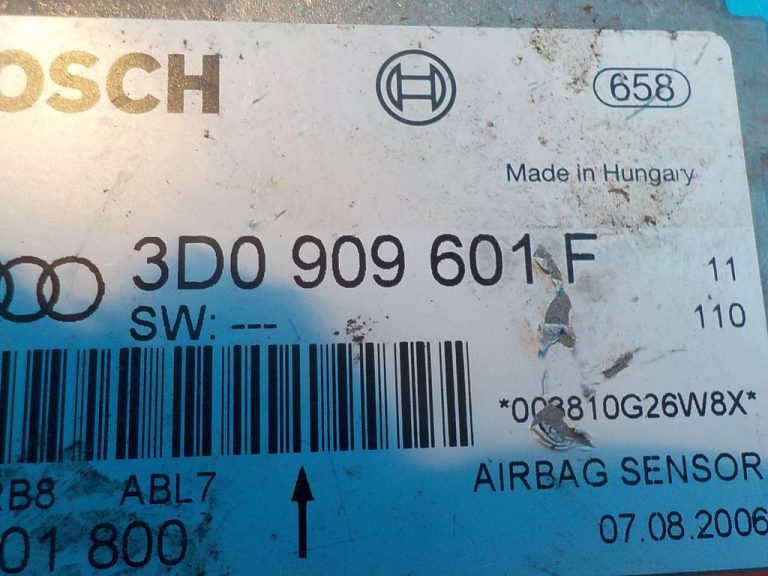 OSCH
658
Made in Hungary
3D0 909 601 F
11
SW: ---
110
*003810G26W8X*
AIRBAG SENSOR
RB8 ABL7
07.08.2006
01 800